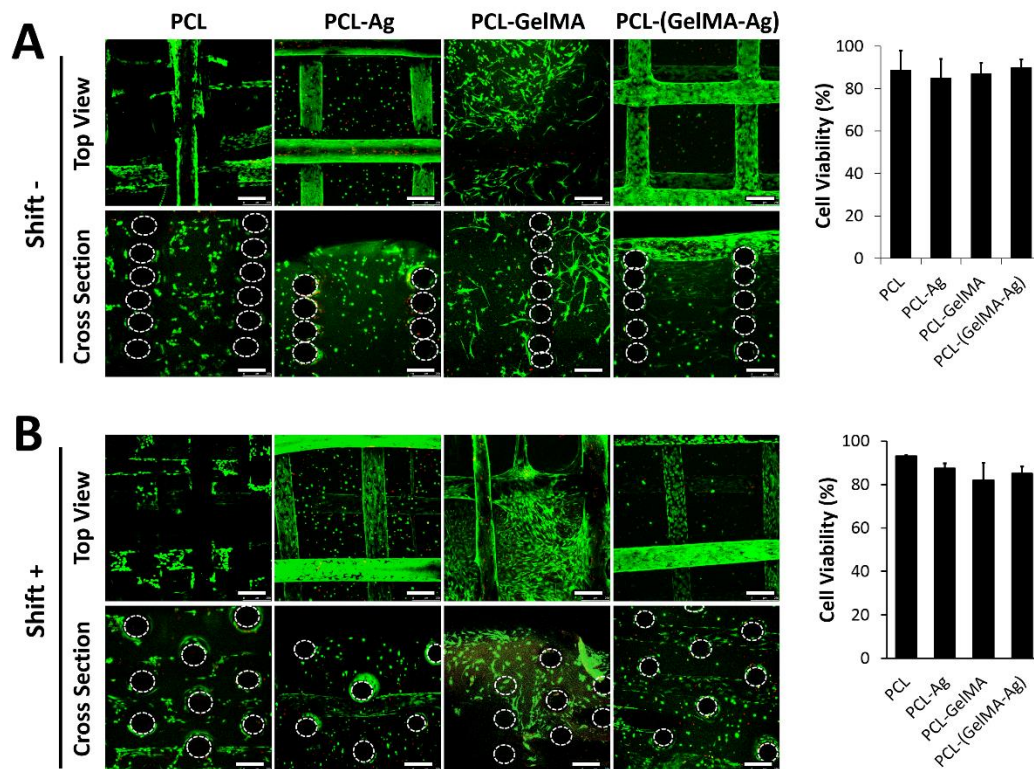 A
PCL
PCL-Ag
PCL-GelMA
PCL-(GelMA-Ag)
Shift -
Top View
Cross Section
Cell Viability (%)
100
80
60
40
20
0
PCL
PCL-Ag
PCL-GelMA
PCL-(GelMA-Ag)
B
Shift +
Top View
Cross Section
Cell Viability (%)
100
80
60
40
20
0
PCL
PCL-Ag
PCL-GelMA
PCL-(GelMA-Ag)